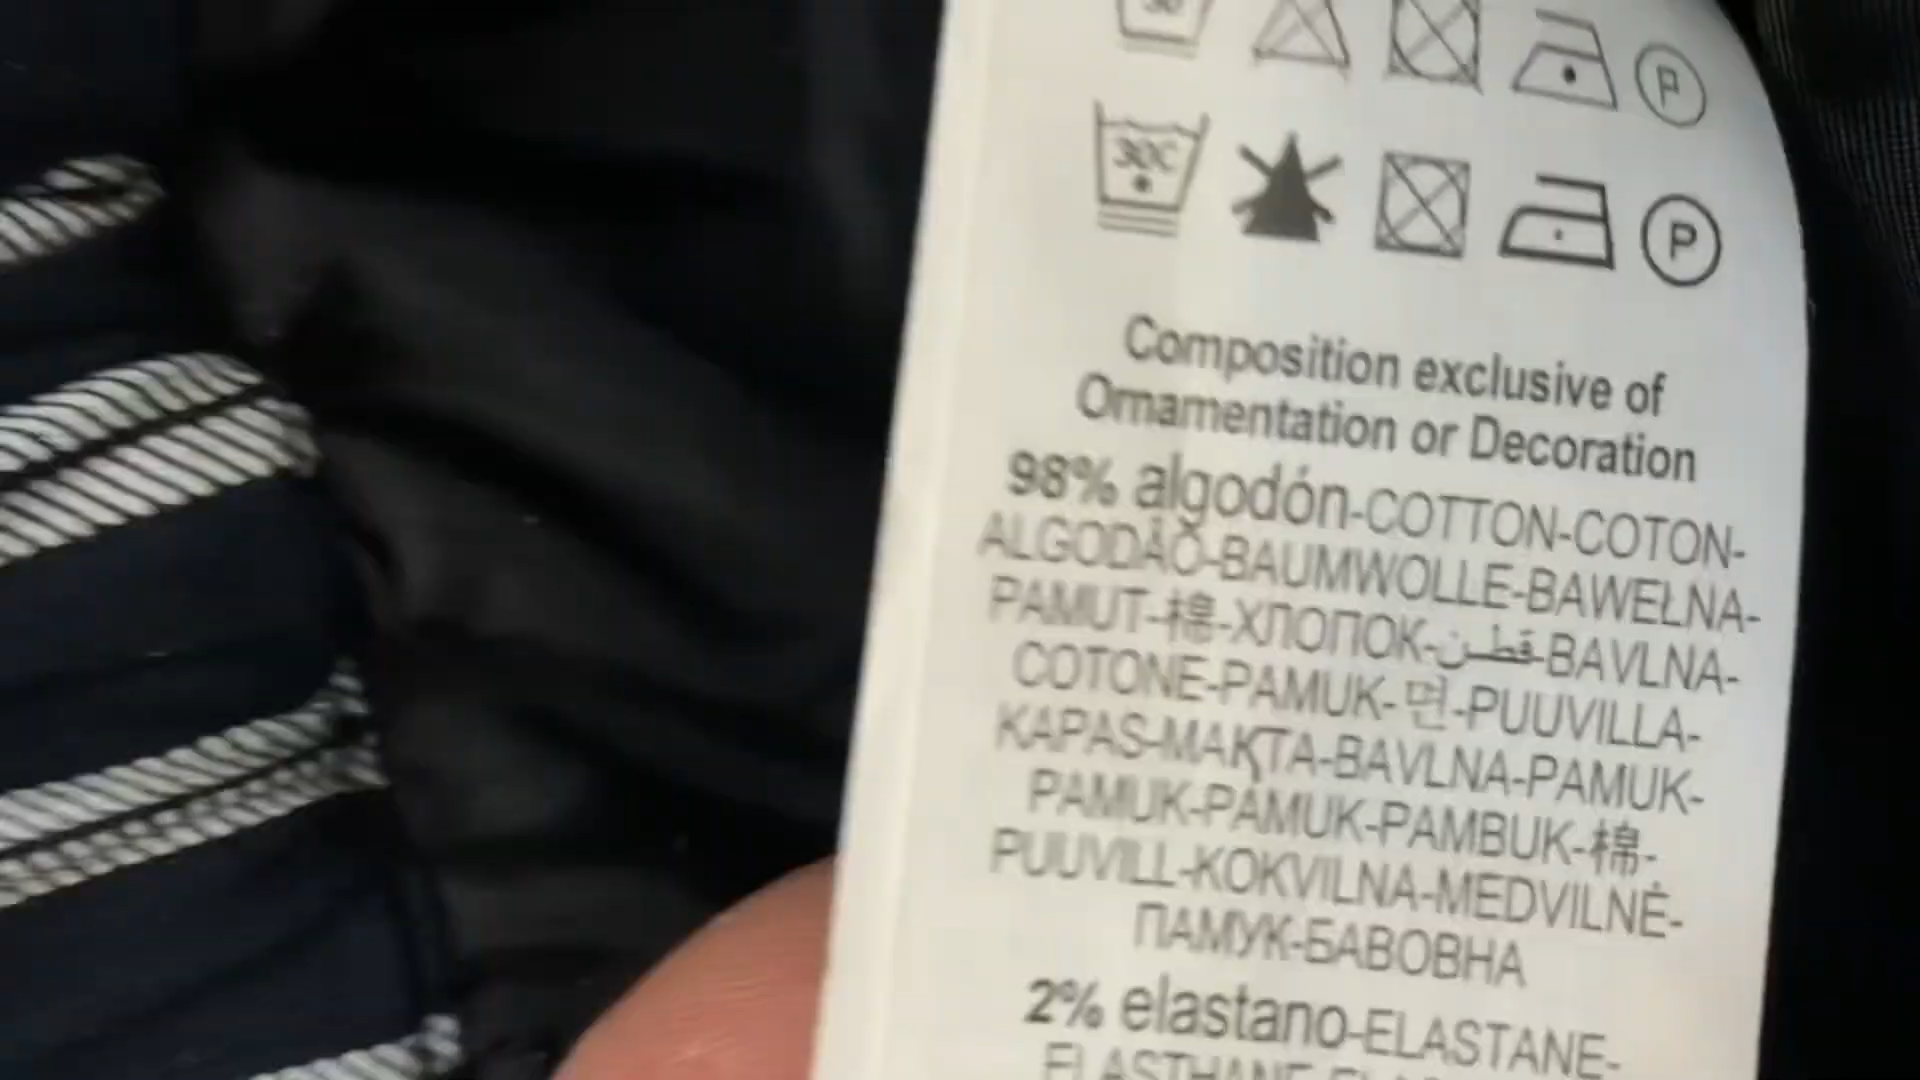 30
P
30C
P
Composition exclusive of
Ornamentation or Decoration
98% algodón-COTTON-COTON-
ALGODÃO-BAUMWOLLE-BAWEŁNA-
PAMUT-棉-ХЛОПОК-قطن-BAVLNA-
COTONE-PAMUK-면-PUUVILLA-
KAPAS-МАҚТА-BAVLNA-PAMUK-
PAMUK-PAMUK-PAMBUK-棉-
PUUVILL-KOKVILNA-MEDVILNĖ-
ПАМУК-БАВОВНА
2% elastano-ELASTANE-